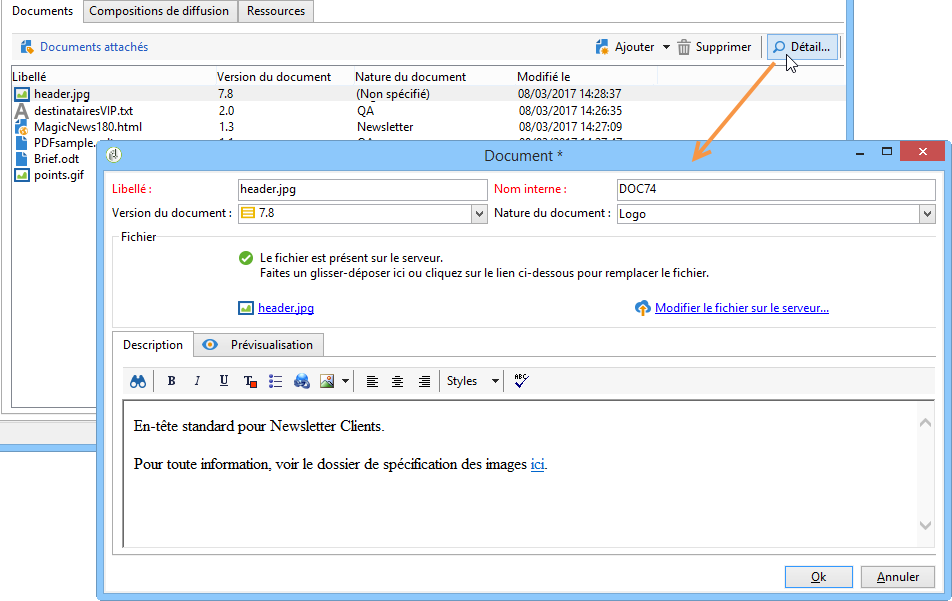 Documents Compositions de diffusion Ressources
Documents attachés Ajouter Supprimer Détail...
Libellé Version du document Nature du document Modifié le
header.jpg 7.8 (Non spécifié) 08/03/2017 14:28:37
destinatairesVIP.txt 2.0 QA 08/03/2017 14:26:35
MagicNews180.html 1.3 Newsletter 08/03/2017 14:27:09
PDFsample.
Brief.odt
points.gif
Document *
Libellé : header.jpg Nom interne : DOC74
Version du document : 7.8 Nature du document : Logo
Fichier
Le fichier est présent sur le serveur.
Faites un glisser-déposer ici ou cliquez sur le lien ci-dessous pour remplacer le fichier.
header.jpg Modifier le fichier sur le serveur...
Description Prévisualisation
B I U T Styles ABC
En-tête standard pour Newsletter Clients.
Pour toute information, voir le dossier de spécification des images ici.
Ok Annuler